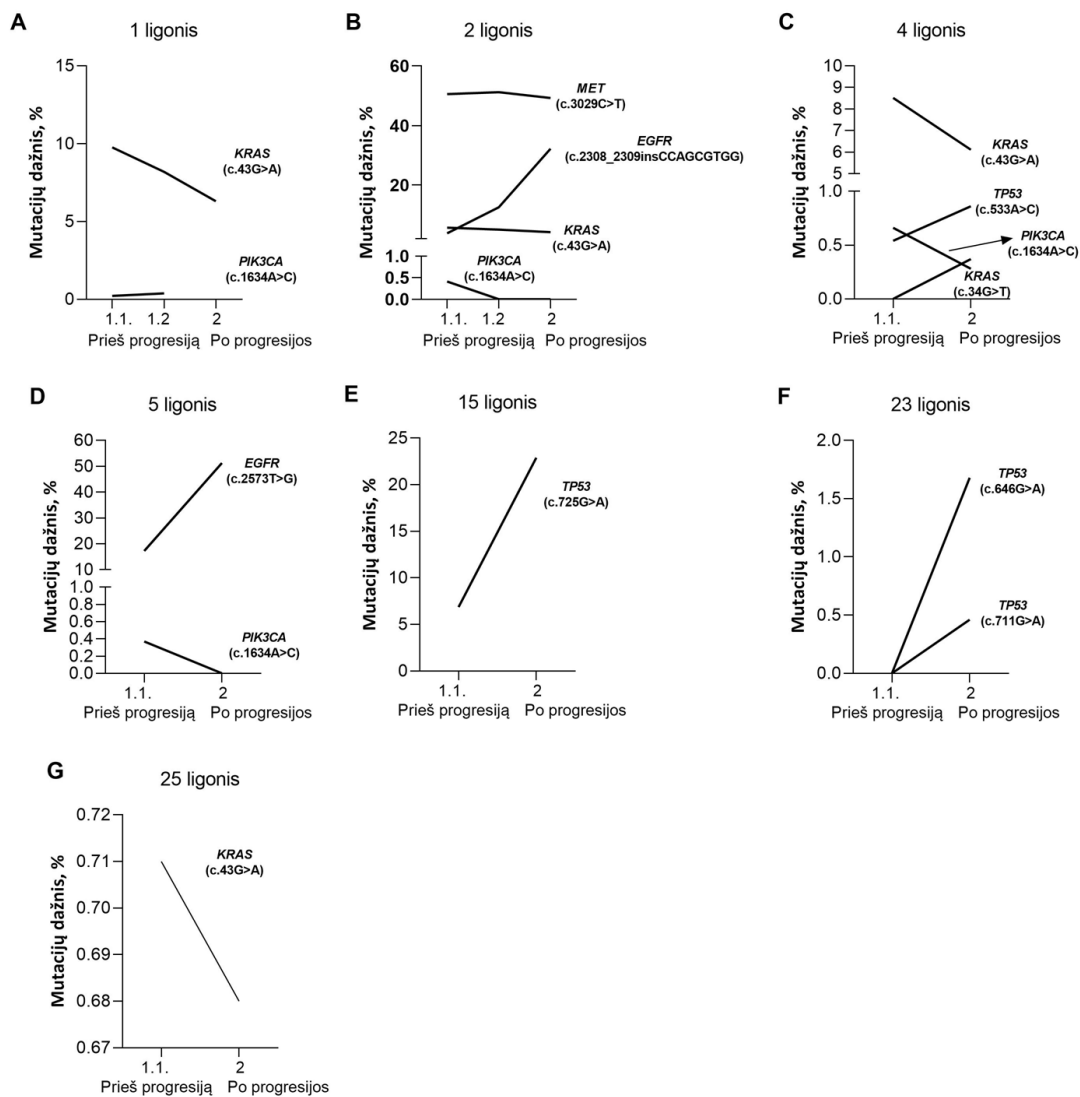 A
1 ligonis
Mutacijų dažnis, %
15
10
5
0
KRAS
(c.43G>A)
PIK3CA
(c.1634A>C)
1.1.
1.2
2
Prieš progresiją
Po progresijos
B
2 ligonis
Mutacijų dažnis, %
60
40
20
1.0
0.5
0.0
MET
(c.3029C>T)
EGFR
(c.2308_2309insCCAGCGTGG)
KRAS
(c.43G>A)
PIK3CA
(c.1634A>C)
1.1.
1.2
2
Prieš progresiją
Po progresijos
C
4 ligonis
Mutacijų dažnis, %
10
9
8
7
6
5
1.0
0.5
0.0
KRAS
(c.43G>A)
TP53
(c.533A>C)
PIK3CA
(c.1634A>C)
KRAS
(c.34G>T)
1.1.
2
Prieš progresiją
Po progresijos
D
5 ligonis
Mutacijų dažnis, %
60
50
40
30
20
10
1.0
0.8
0.6
0.4
0.2
0.0
EGFR
(c.2573T>G)
PIK3CA
(c.1634A>C)
1.1.
2
Prieš progresiją
Po progresijos
E
15 ligonis
Mutacijų dažnis, %
25
20
15
10
5
0
TP53
(c.725G>A)
1.1.
2
Prieš progresiją
Po progresijos
F
23 ligonis
Mutacijų dažnis, %
2.0
1.5
1.0
0.5
0.0
TP53
(c.646G>A)
TP53
(c.711G>A)
1.1.
2
Prieš progresiją
Po progresijos
G
25 ligonis
Mutacijų dažnis, %
0.72
0.71
0.70
0.69
0.68
0.67
KRAS
(c.43G>A)
1.1.
2
Prieš progresiją
Po progresijos